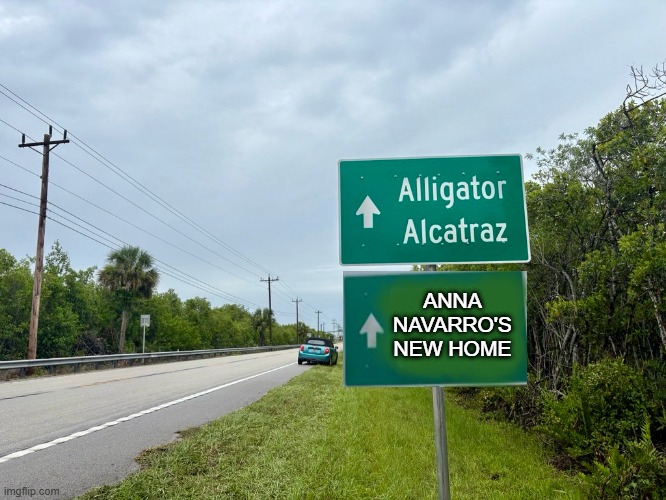 Alligator
Alcatraz
ANNA
NAVARRO'S
NEW HOME
imgflip.com